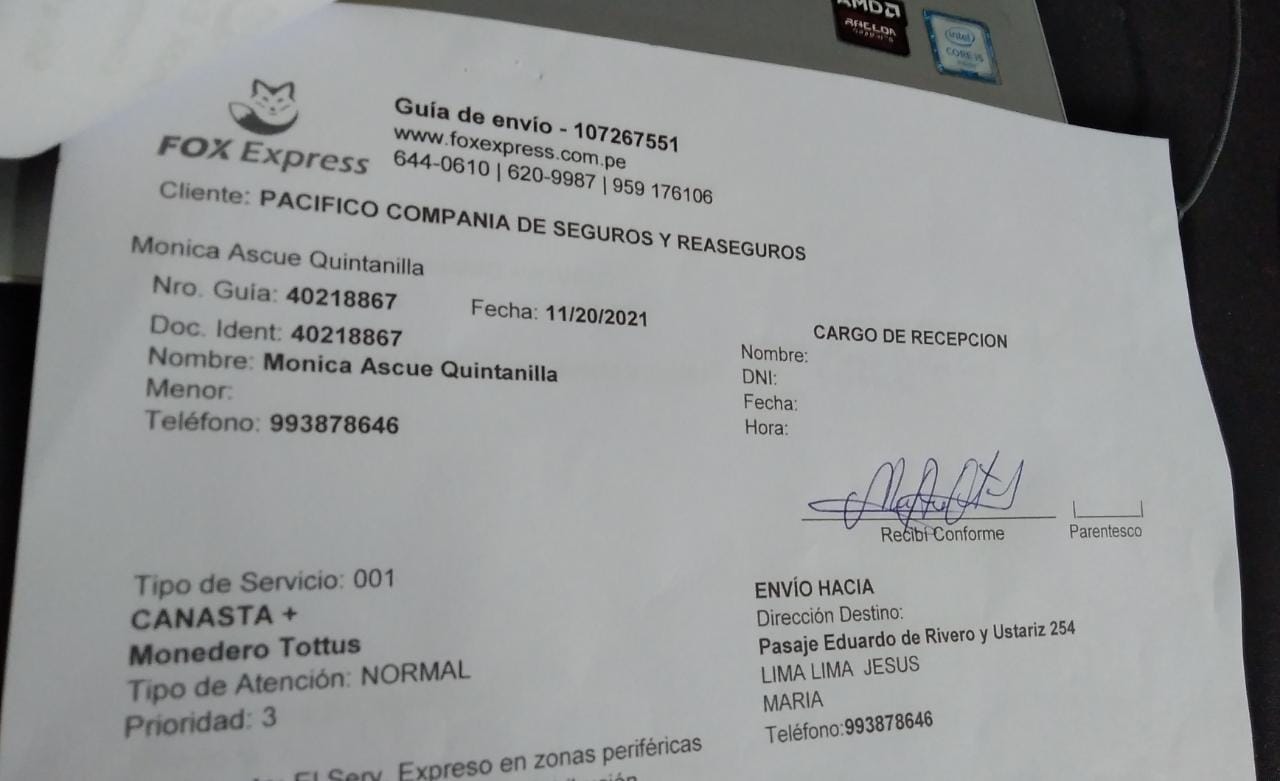 AMD
intel
CORE i5
FOX Express
Guía de envío - 107267551
www.foxexpress.com.pe
644-0610 | 620-9987 | 959 176106
Cliente: PACIFICO COMPANIA DE SEGUROS Y REASEGUROS
Monica Ascue Quintanilla
Nro. Guía: 40218867 Fecha: 11/20/2021
Doc. Ident: 40218867
Nombre: Monica Ascue Quintanilla
Menor:
Teléfono: 993878646
CARGO DE RECEPCION
Nombre:
DNI:
Fecha:
Hora:
Recibí Conforme
Parentesco
Tipo de Servicio: 001
CANASTA +
Monedero Tottus
Tipo de Atención: NORMAL
Prioridad: 3
ENVÍO HACIA
Dirección Destino:
Pasaje Eduardo de Rivero y Ustariz 254
LIMA LIMA JESUS
MARIA
Teléfono:993878646
El Serv. Expreso en zonas periféricas